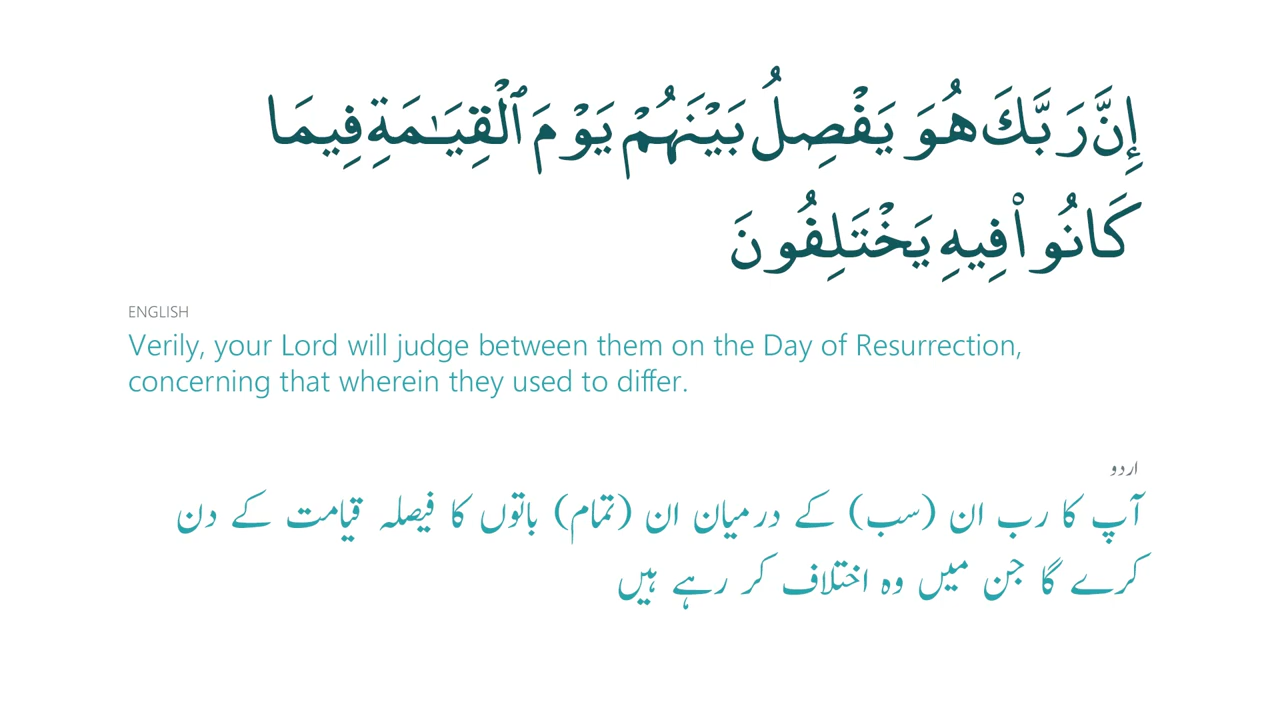 إِنَّ رَبَّكَ هُوَ يَفْصِلُ بَيْنَهُمْ يَوْمَ ٱلْقِيَـٰمَةِ فِيمَا
كَانُوا۟ فِيهِ يَخْتَلِفُونَ
ENGLISH
Verily, your Lord will judge between them on the Day of Resurrection,
concerning that wherein they used to differ.
اردو
آپ کا رب ان (سب) کے درمیان ان (تمام) باتوں کا فیصلہ قیامت کے دن
کرے گا جن میں وہ اختلاف کر رہے ہیں